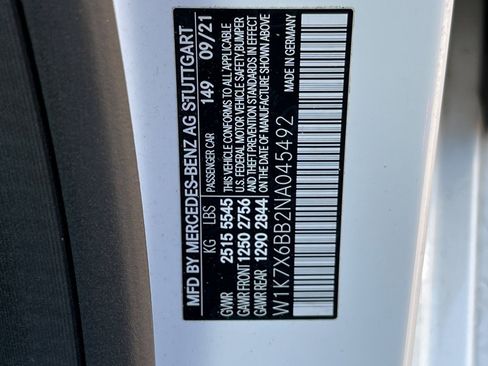 MFD BY MERCEDES-BENZ AG STUTTGART
KG LBS PASSENGER CAR 149 09/21
GVWR 2515 5545 THIS VEHICLE CONFORMS TO ALL APPLICABLE
GAWR FRONT 1250 2756 U.S. FEDERAL MOTOR VEHICLE SAFETY, BUMPER
GAWR REAR 1290 2844 & THEFT PREVENTION STANDARDS IN EFFECT
ON THE DATE OF MANUFACTURE SHOWN ABOVE
MADE IN GERMANY
W1K7X6BB2NA045492